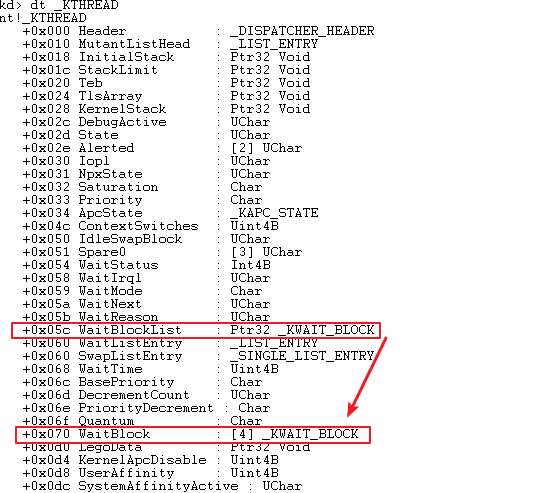 kd> dt _KTHREAD
nt!_KTHREAD
+0x000 Header : _DISPATCHER_HEADER
+0x010 MutantListHead : _LIST_ENTRY
+0x018 InitialStack : Ptr32 Void
+0x01c StackLimit : Ptr32 Void
+0x020 Teb : Ptr32 Void
+0x024 TlsArray : Ptr32 Void
+0x028 KernelStack : Ptr32 Void
+0x02c DebugActive : UChar
+0x02d State : UChar
+0x02e Alerted : [2] UChar
+0x030 Iopl : UChar
+0x031 NpxState : UChar
+0x032 Saturation : Char
+0x033 Priority : Char
+0x034 ApcState : _KAPC_STATE
+0x04c ContextSwitches : Uint4B
+0x050 IdleSwapBlock : UChar
+0x051 Spare0 : [3] UChar
+0x054 WaitStatus : Int4B
+0x058 WaitIrql : UChar
+0x059 WaitMode : Char
+0x05a WaitNext : UChar
+0x05b WaitReason : UChar
+0x05c WaitBlockList : Ptr32 _KWAIT_BLOCK
+0x060 WaitListEntry : _LIST_ENTRY
+0x060 SwapListEntry : _SINGLE_LIST_ENTRY
+0x068 WaitTime : Uint4B
+0x06c BasePriority : Char
+0x06d DecrementCount : UChar
+0x06e PriorityDecrement : Char
+0x06f Quantum : Char
+0x070 WaitBlock : [4] _KWAIT_BLOCK
+0x0d0 LegoData : Ptr32 Void
+0x0d4 KernelApcDisable : Uint4B
+0x0d8 UserAffinity : Uint4B
+0x0dc SystemAffinityActive : UChar